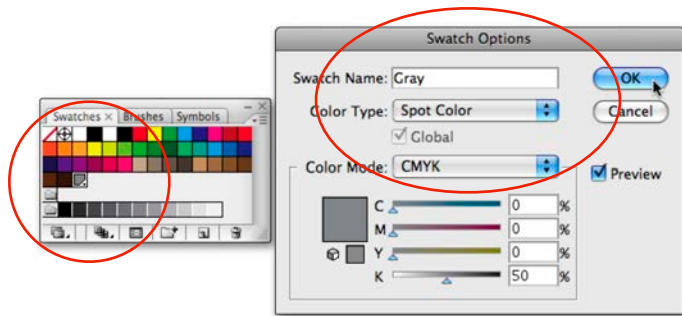 Swatches × Brushes Symbols
Swatch Options
Swatch Name: Gray
OK
Color Type: Spot Color
Cancel
Global
Color Mode: CMYK
Preview
C 0 %
M 0 %
Y 0 %
K 50 %